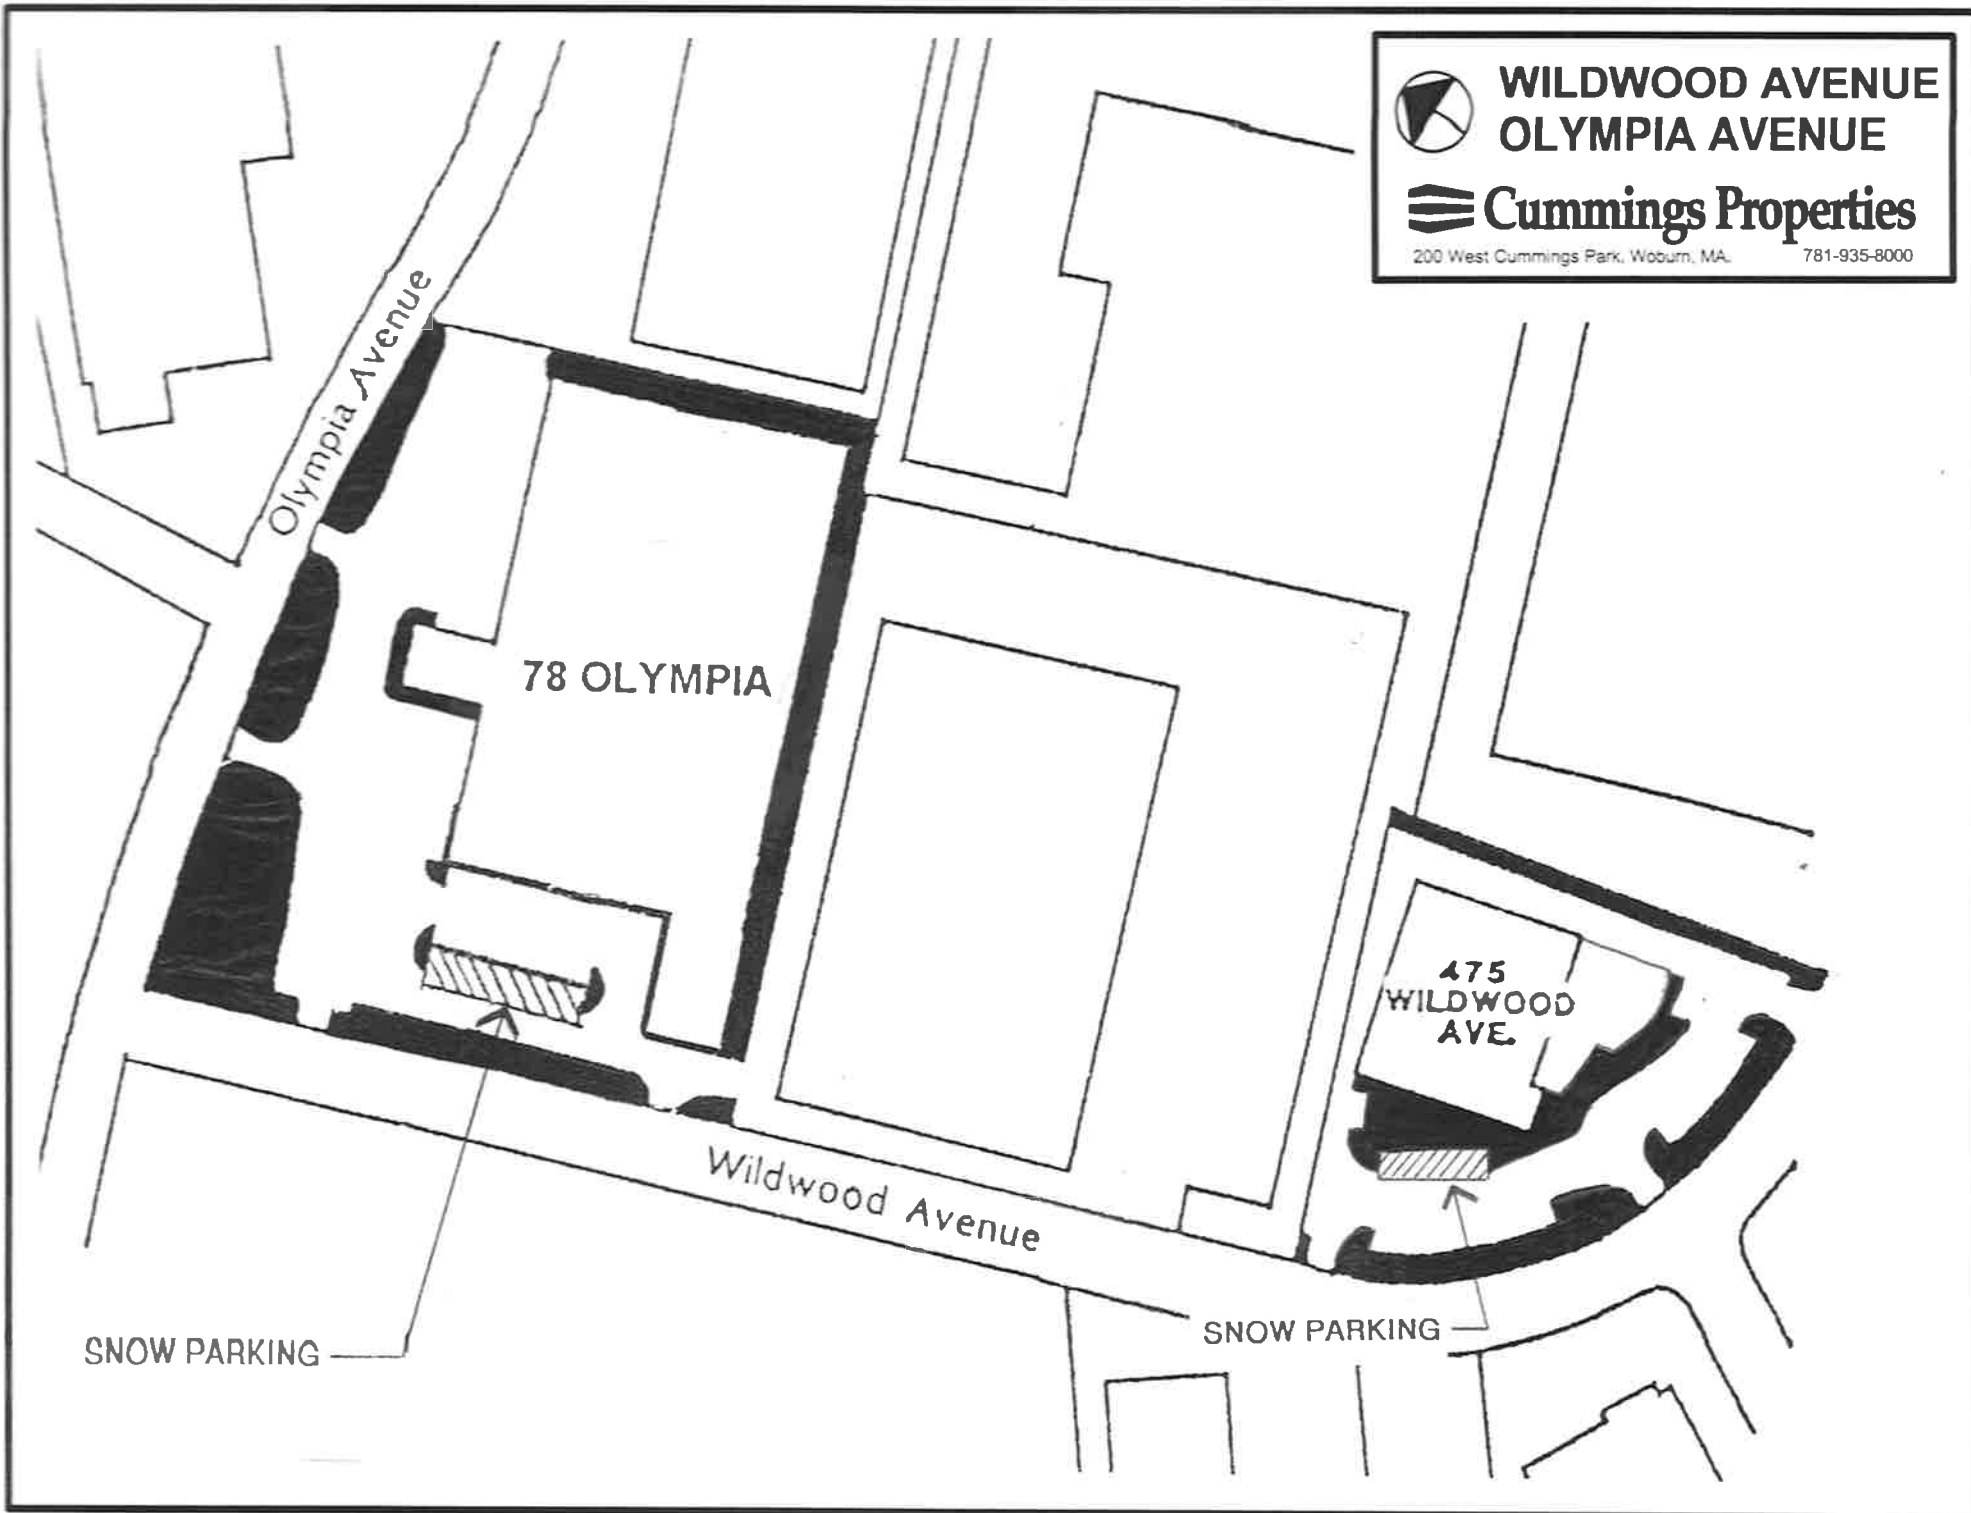 WILDWOOD AVENUE
OLYMPIA AVENUE
Cummings Properties
200 West Cummings Park, Woburn, MA. 781-935-8000
Olympia Avenue
78 OLYMPIA
475
WILDWOOD
AVE.
Wildwood Avenue
SNOW PARKING
SNOW PARKING